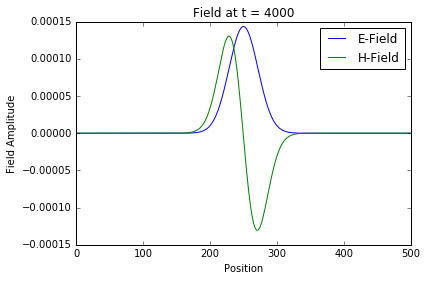 Field at t = 4000
0.00015
0.00010
0.00005
0.00000
−0.00005
−0.00010
−0.00015
Field Amplitude
E-Field
H-Field
0 100 200 300 400 500
Position